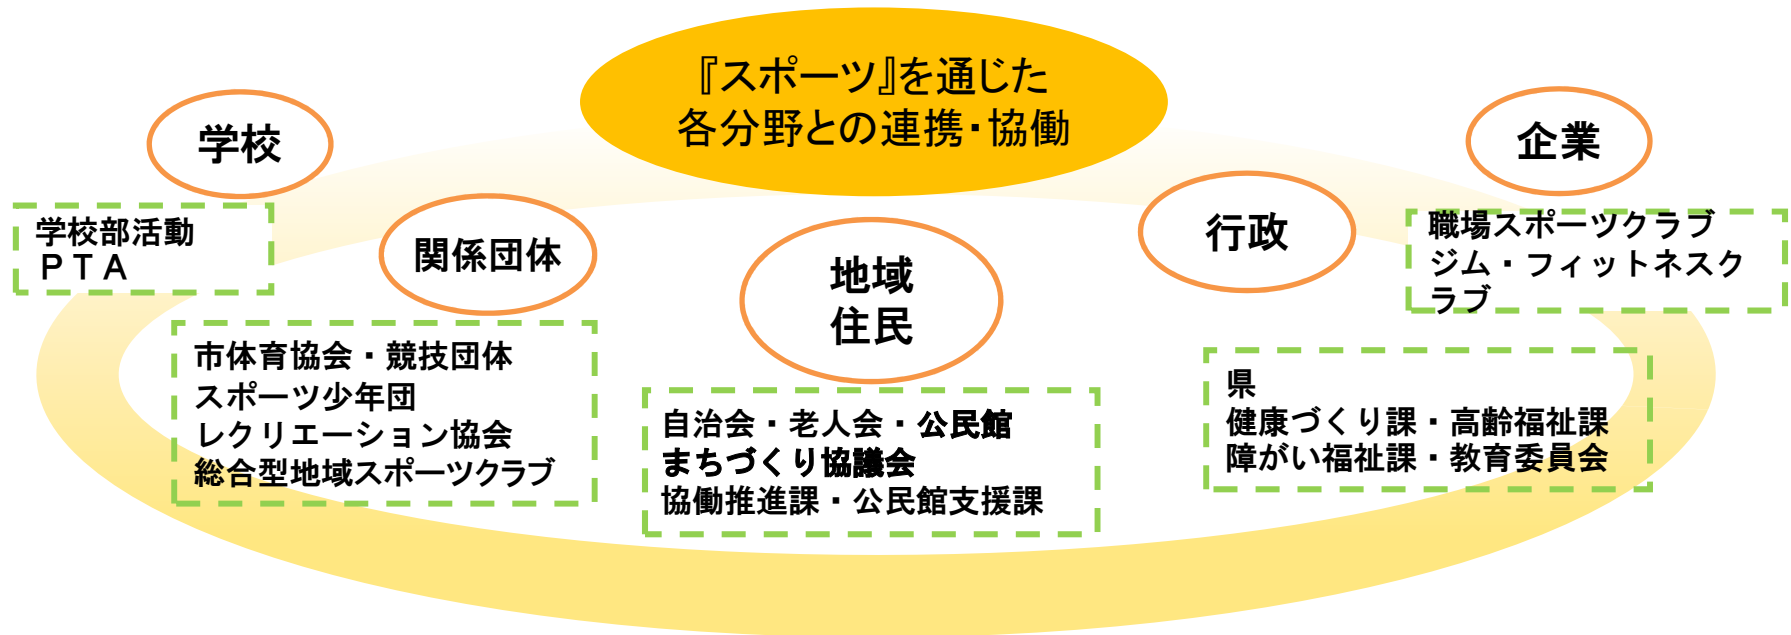 『スポーツ』を通じた
各分野との連携・協働
学校
学校部活動
ＰＴＡ
関係団体
市体育協会・競技団体
スポーツ少年団
レクリエーション協会
総合型地域スポーツクラブ
地域
住民
自治会・老人会・公民館
まちづくり協議会
協働推進課・公民館支援課
行政
県
健康づくり課・高齢福祉課
障がい福祉課・教育委員会
企業
職場スポーツクラブ
ジム・フィットネスク
ラブ